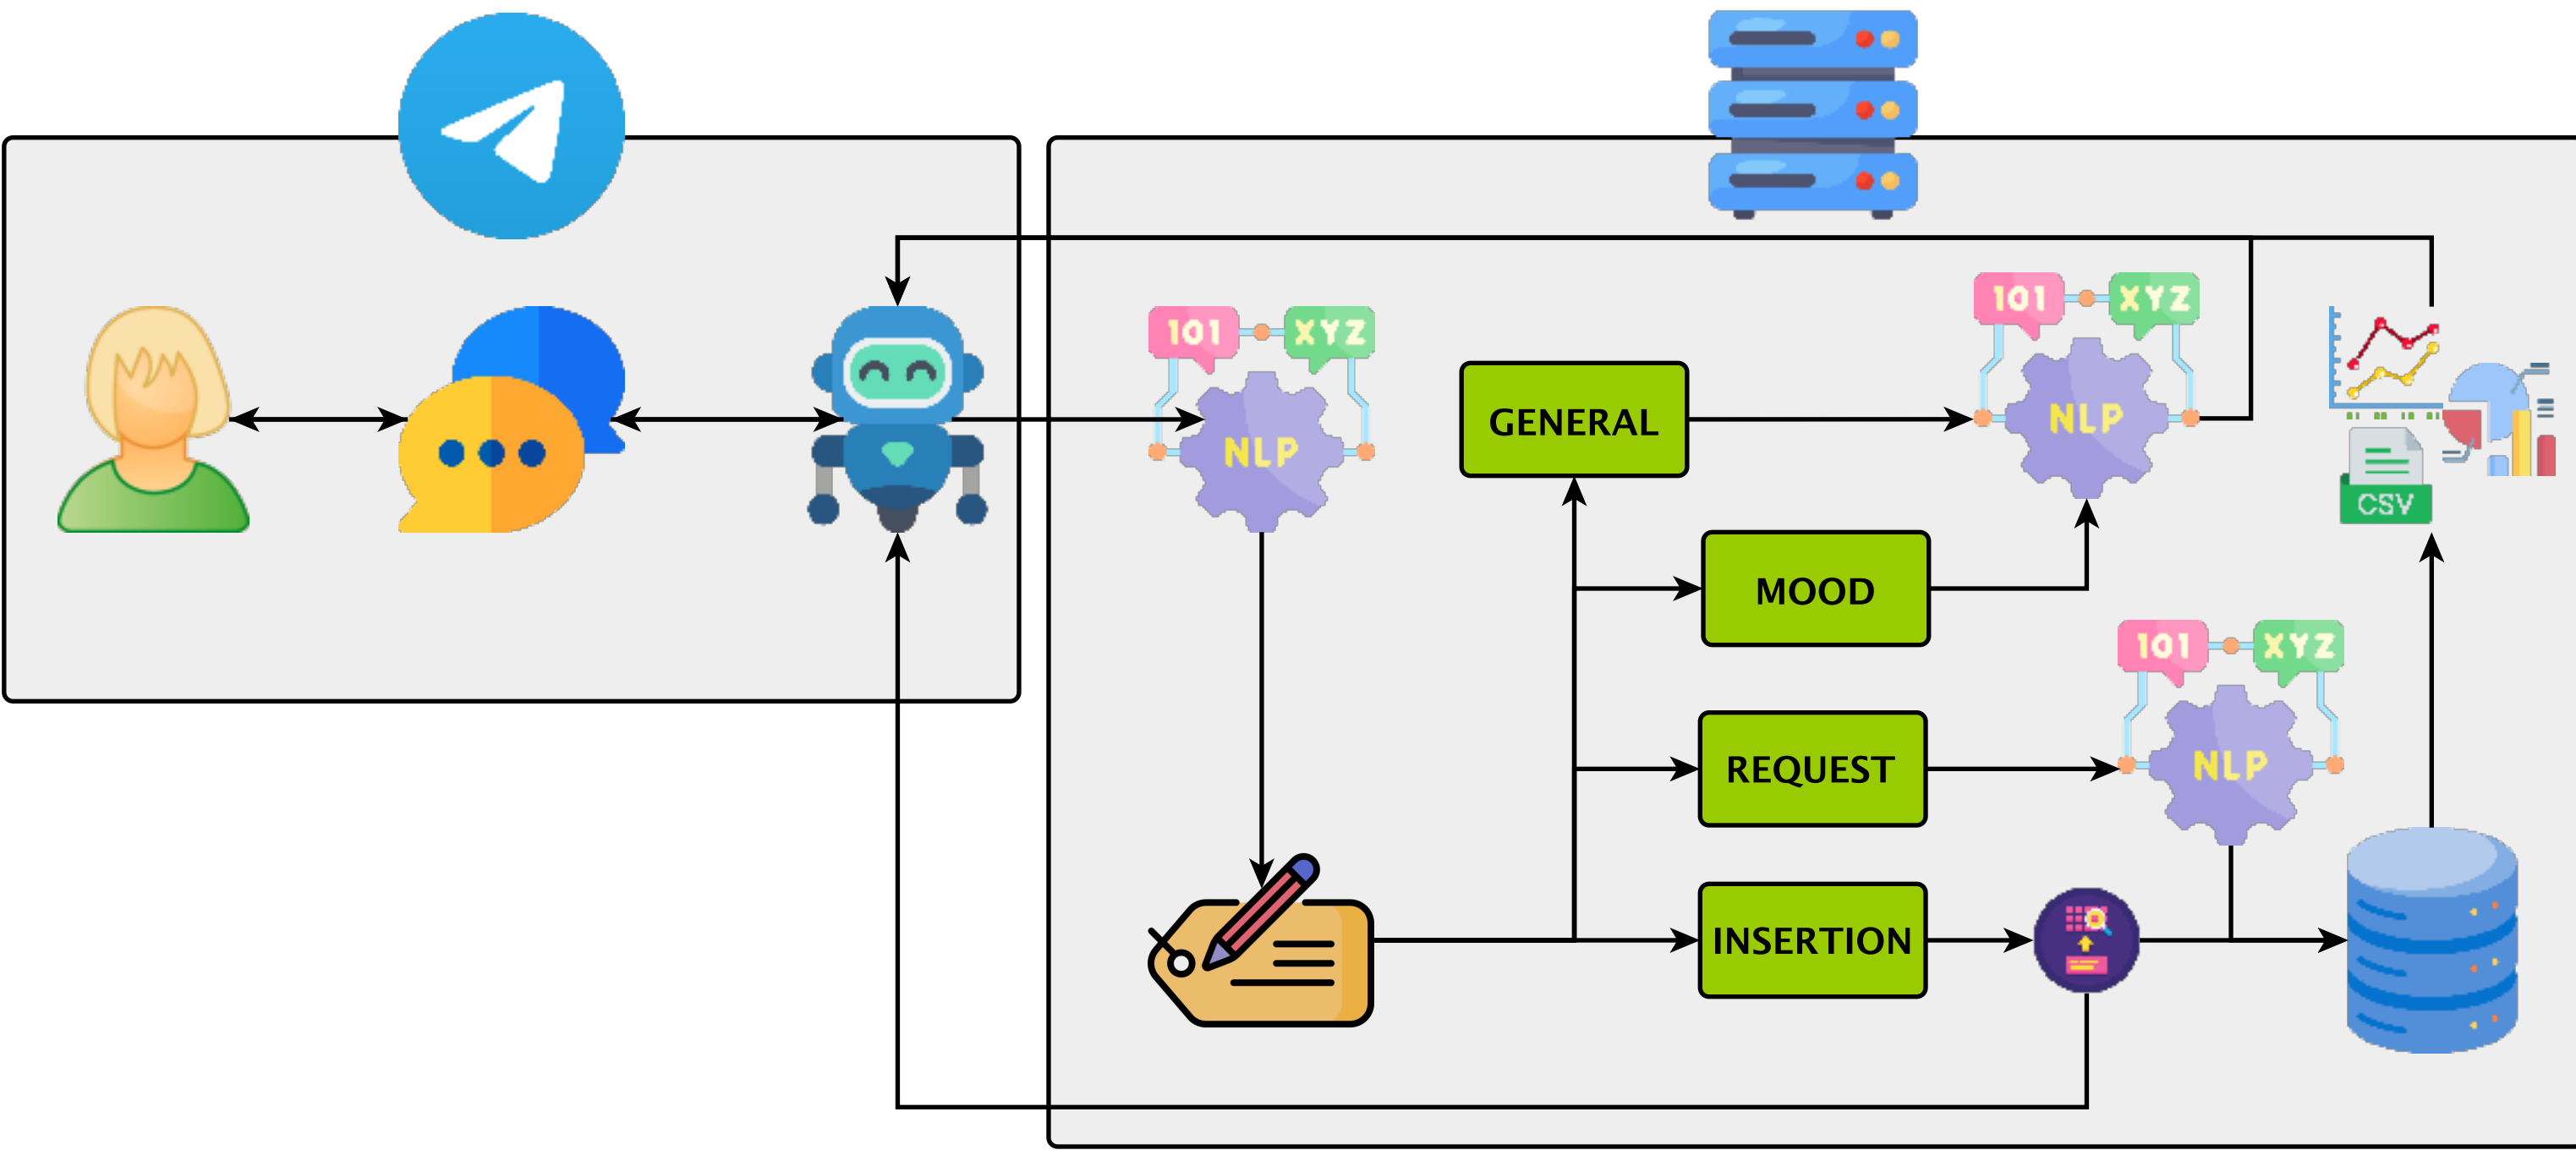 101 XYZ
NLP
GENERAL
101 XYZ
NLP
MOOD
REQUEST
101 XYZ
NLP
INSERTION
CSV